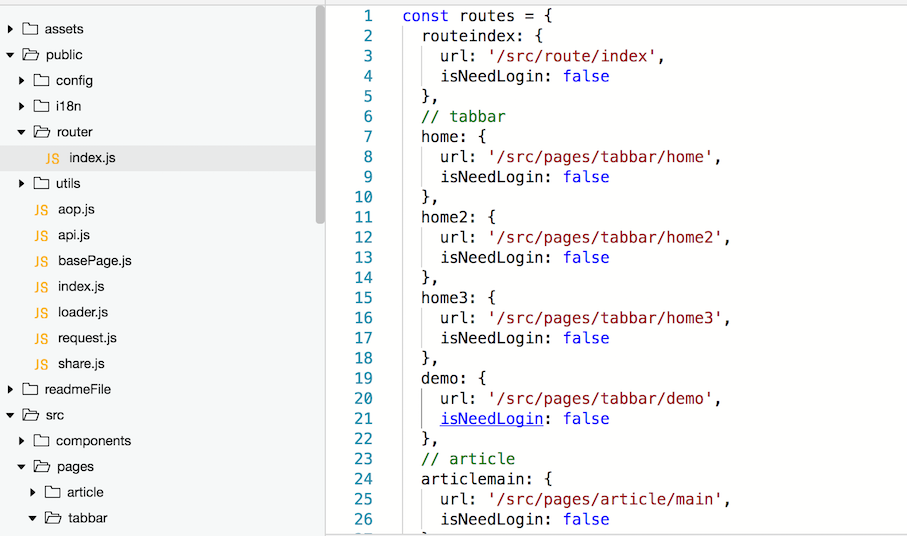 assets
public
config
i18n
router
JS index.js
utils
JS aop.js
JS api.js
JS basePage.js
JS index.js
JS loader.js
JS request.js
JS share.js
readmeFile
src
components
pages
article
tabbar
1 const routes = {
2 routeindex: {
3 url: '/src/route/index',
4 isNeedLogin: false
5 },
6 // tabbar
7 home: {
8 url: '/src/pages/tabbar/home',
9 isNeedLogin: false
10 },
11 home2: {
12 url: '/src/pages/tabbar/home2',
13 isNeedLogin: false
14 },
15 home3: {
16 url: '/src/pages/tabbar/home3',
17 isNeedLogin: false
18 },
19 demo: {
20 url: '/src/pages/tabbar/demo',
21 isNeedLogin: false
22 },
23 // article
24 articlemain: {
25 url: '/src/pages/article/main',
26 isNeedLogin: false